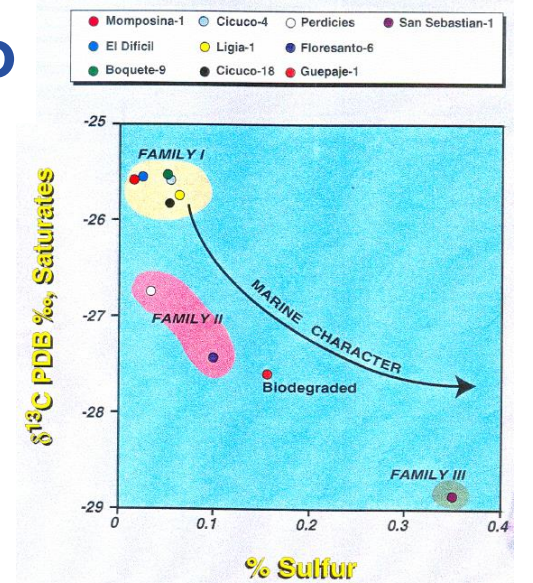 Momposina-1 Cicuco-4 Perdicies San Sebastian-1
El Dificil Ligia-1 Floresanto-6
Boquete-9 Cicuco-18 Guepaje-1
-25
FAMILY I
-26
MARINE CHARACTER
-27
FAMILY II
Biodegraded
-28
FAMILY III
-29
0 0.1 0.2 0.3 0.4
δ13C PDB ‰, Saturates
% Sulfur